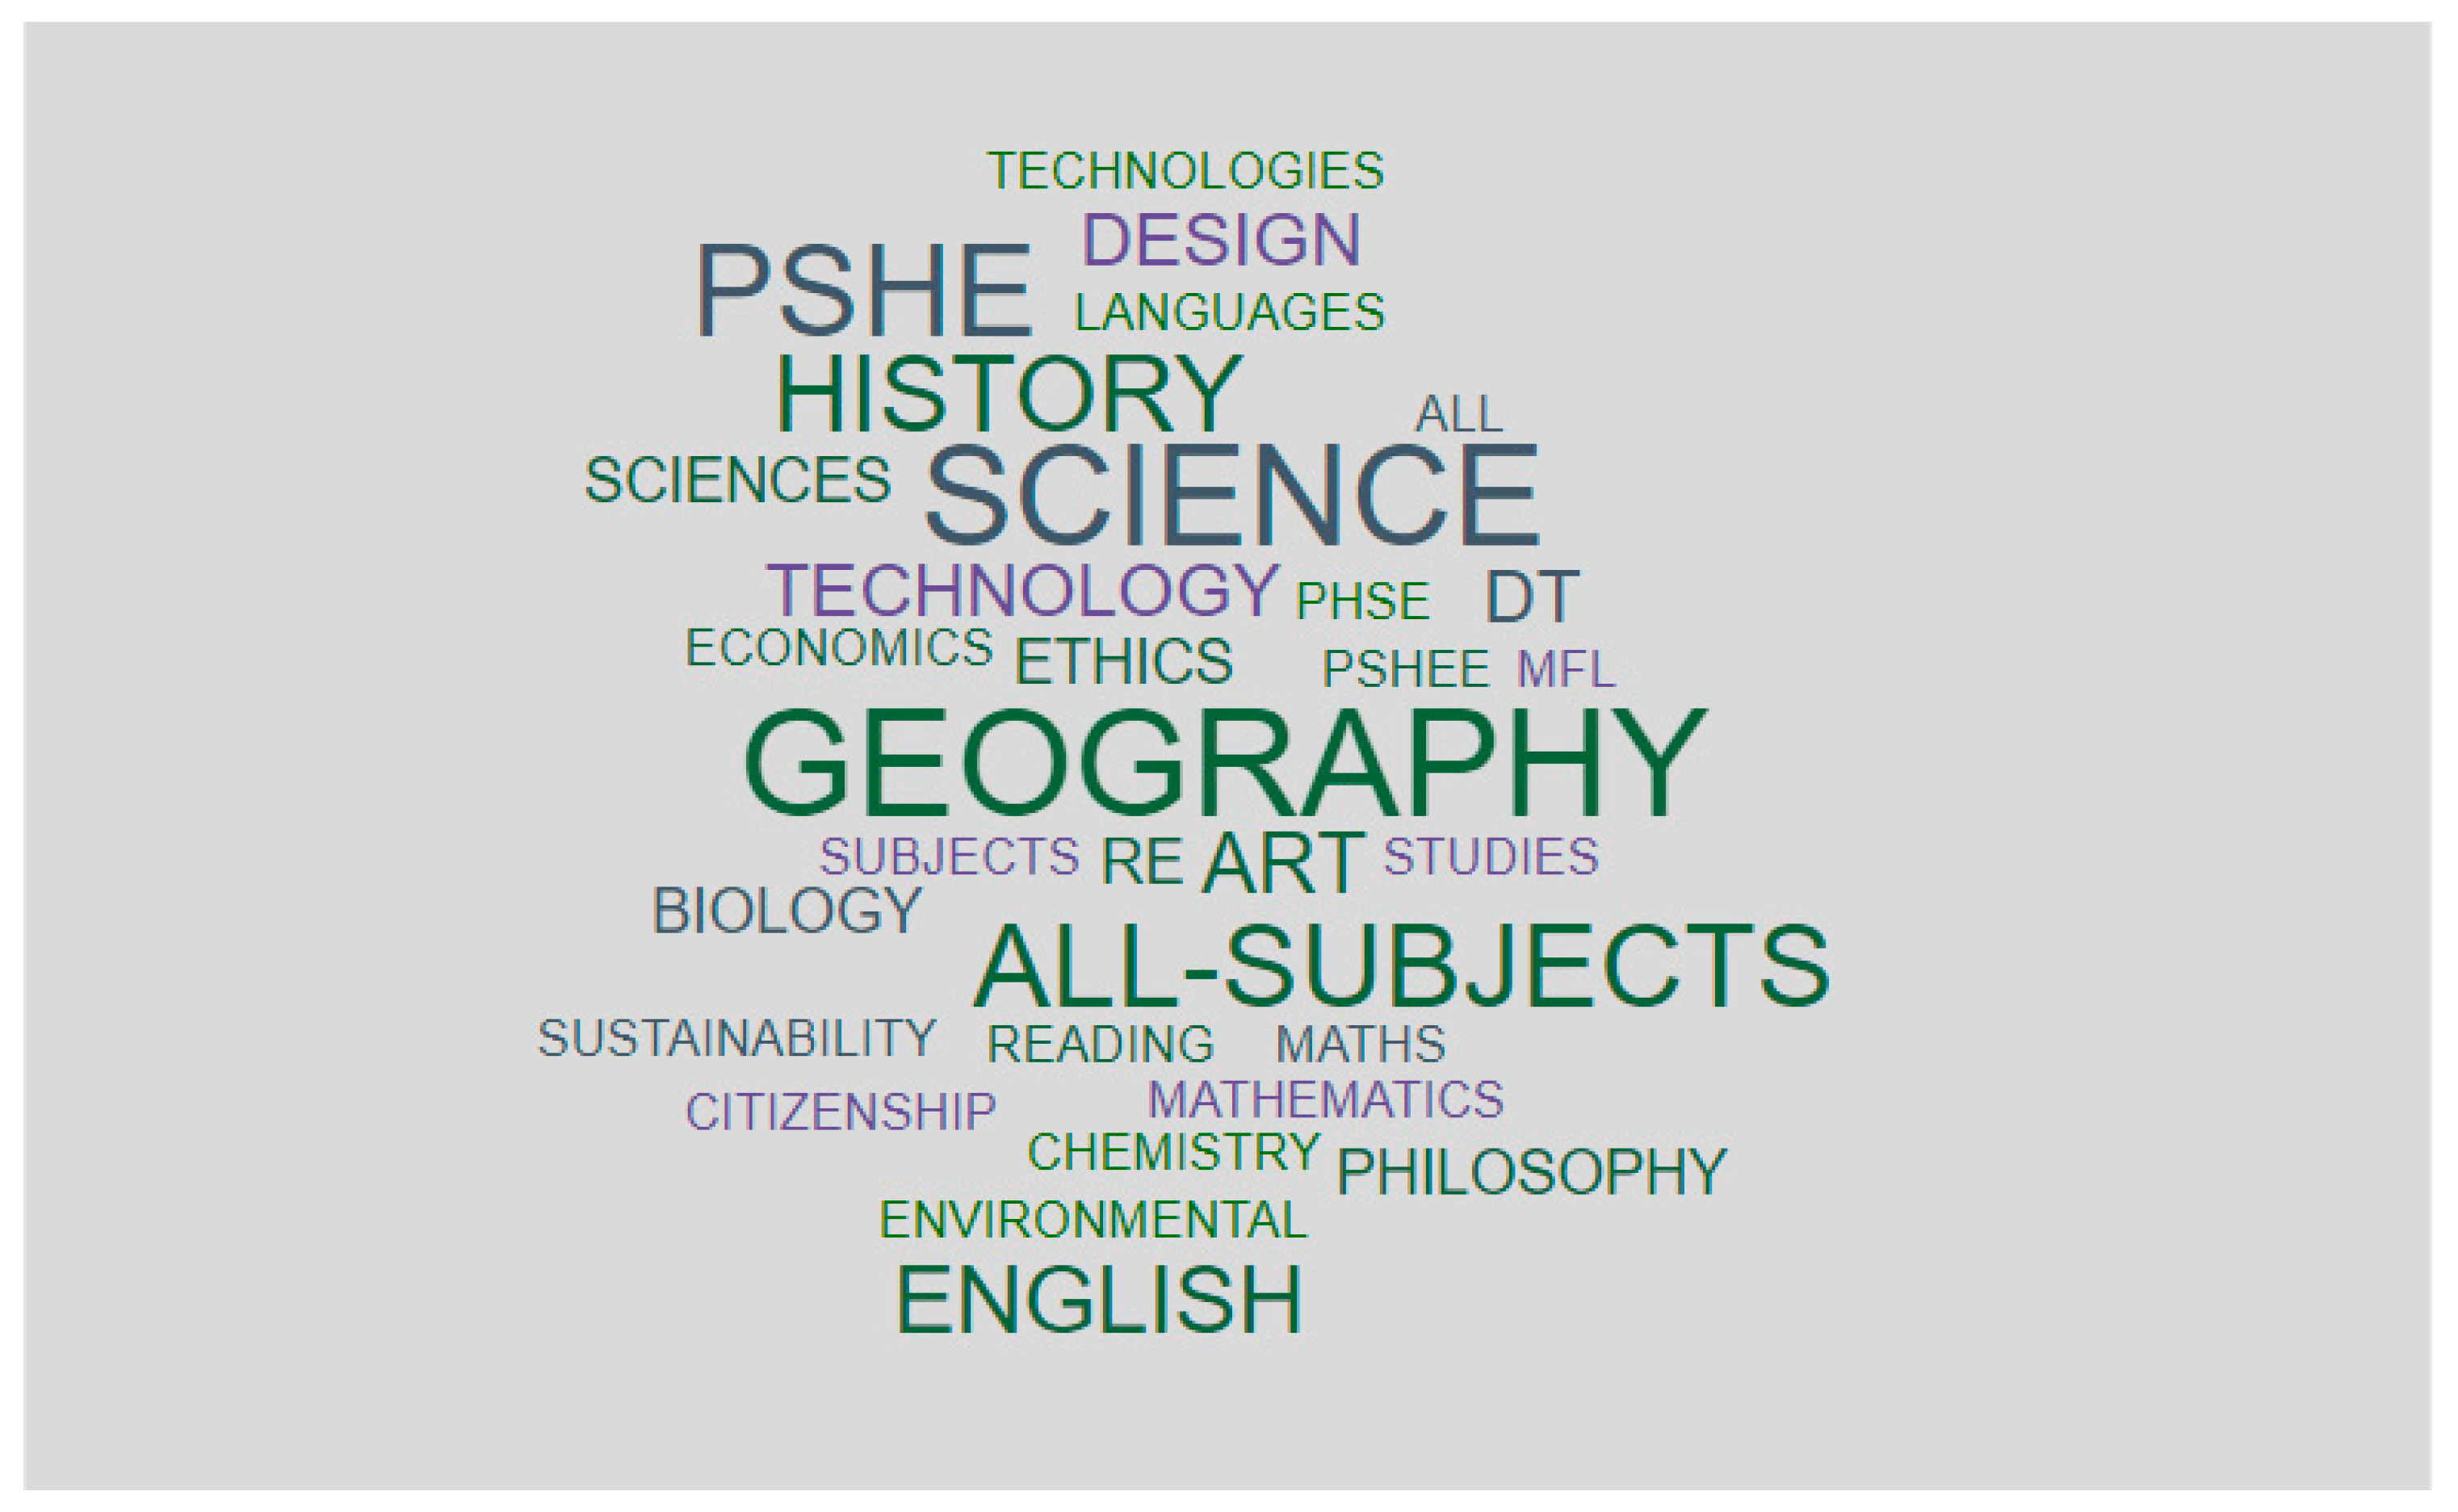 TECHNOLOGIES
DESIGN
PSHE
LANGUAGES
HISTORY
ALL
SCIENCES
SCIENCE
TECHNOLOGY
PHSE
DT
ECONOMICS
ETHICS
PSHEE
MFL
GEOGRAPHY
SUBJECTS
RE
ART
STUDIES
BIOLOGY
ALL-SUBJECTS
SUSTAINABILITY
READING
MATHS
CITIZENSHIP
MATHEMATICS
CHEMISTRY
PHILOSOPHY
ENVIRONMENTAL
ENGLISH